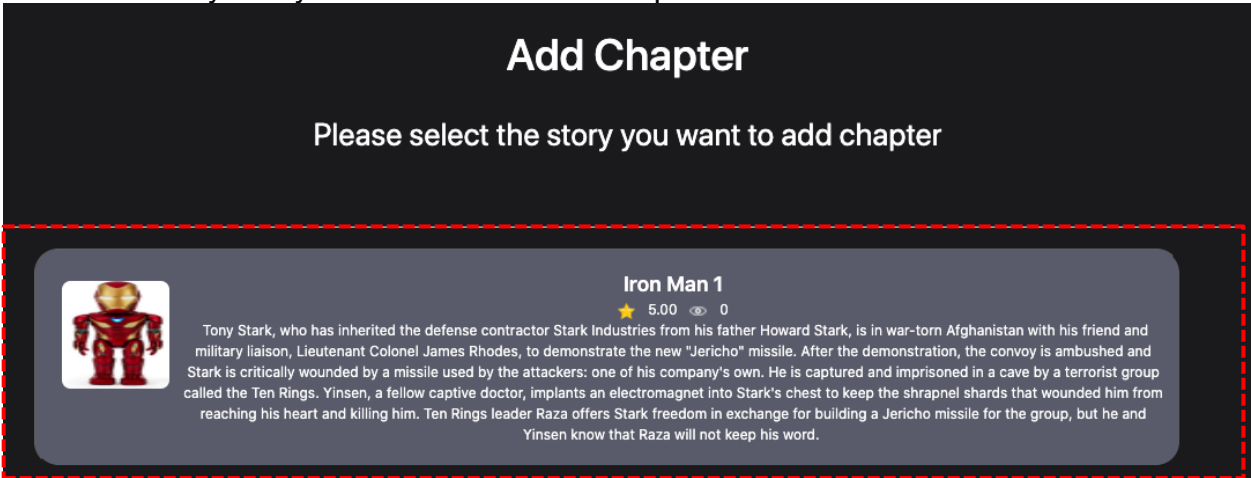 Add Chapter
Please select the story you want to add chapter
Iron Man 1
5.00 0
Tony Stark, who has inherited the defense contractor Stark Industries from his father Howard Stark, is in war-torn Afghanistan with his friend and
military liaison, Lieutenant Colonel James Rhodes, to demonstrate the new "Jericho" missile. After the demonstration, the convoy is ambushed and
Stark is critically wounded by a missile used by the attackers: one of his company's own. He is captured and imprisoned in a cave by a terrorist group
called the Ten Rings. Yinsen, a fellow captive doctor, implants an electromagnet into Stark's chest to keep the shrapnel shards that wounded him from
reaching his heart and killing him. Ten Rings leader Raza offers Stark freedom in exchange for building a Jericho missile for the group, but he and
Yinsen know that Raza will not keep his word.